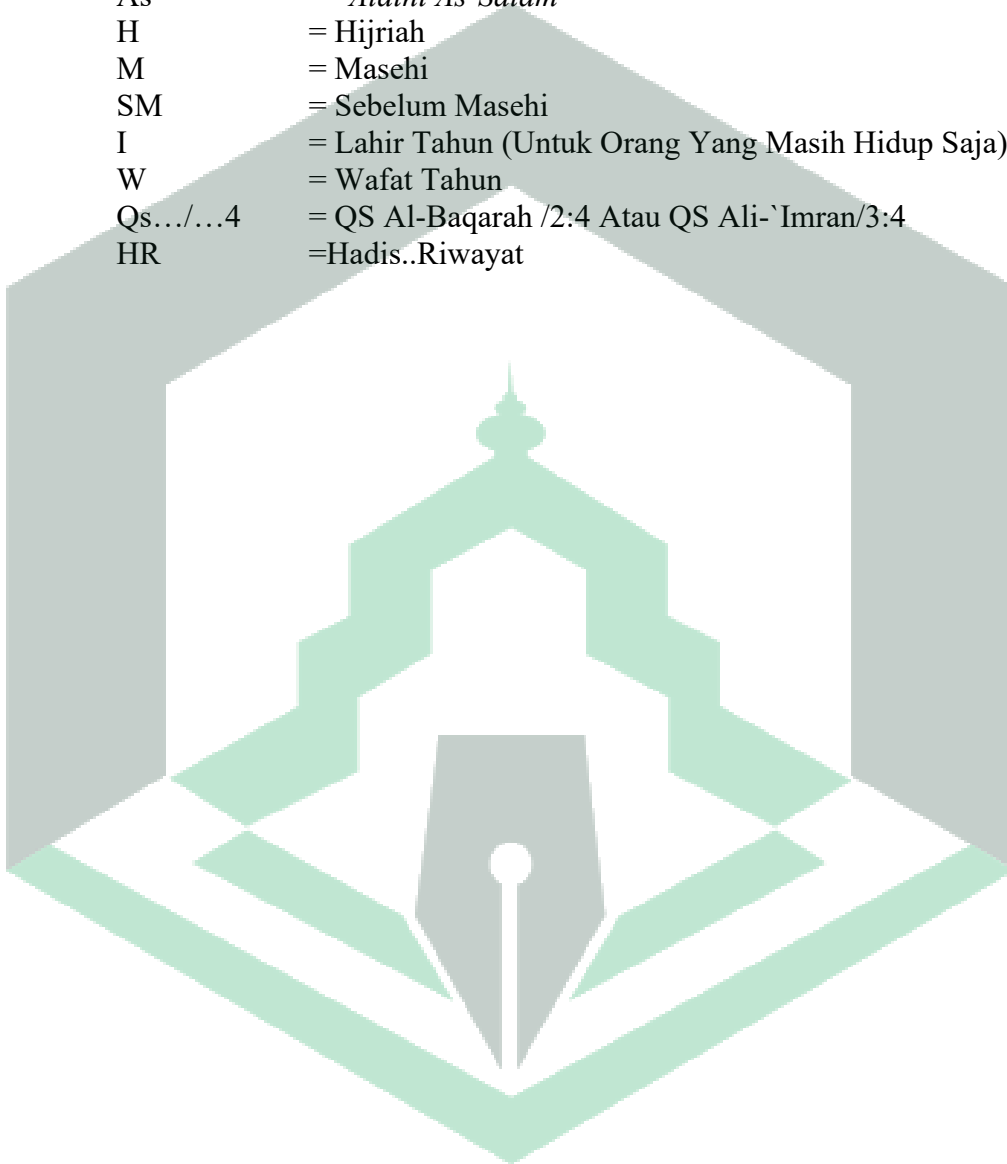 H = Hijriah
M = Masehi
SM = Sebelum Masehi
I = Lahir Tahun (Untuk Orang Yang Masih Hidup Saja)
W = Wafat Tahun
Qs…/…4 = QS Al-Baqarah /2:4 Atau QS Ali-`Imran/3:4
HR =Hadis..Riwayat